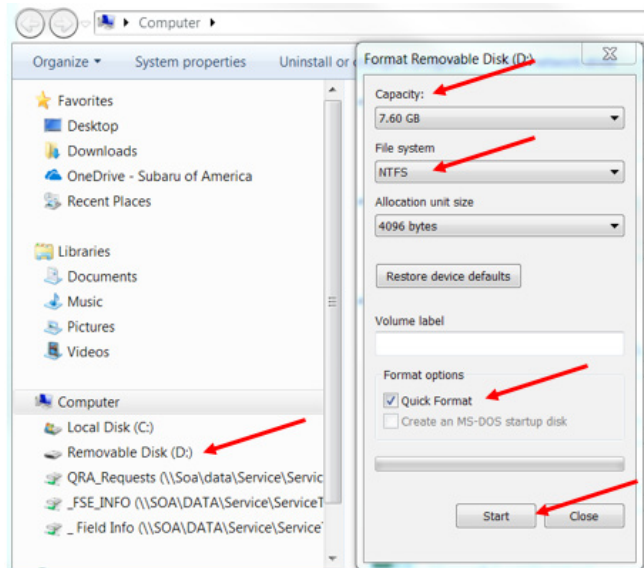 Computer
Organize
System properties
Uninstall or
Favorites
Desktop
Downloads
OneDrive - Subaru of America
Recent Places
Libraries
Documents
Music
Pictures
Videos
Computer
Local Disk (C:)
Removable Disk (D:)
QRA_Requests (\\Soa\data\Service\Servic
_FSE_INFO (\\SOA\DATA\Service\ServiceT
_ Field Info (\\SOA\DATA\Service\Service
Format Removable Disk (D:)
Capacity:
7.60 GB
File system
NTFS
Allocation unit size
4096 bytes
Restore device defaults
Volume label
Format options
Quick Format
Create an MS-DOS startup disk
Start
Close